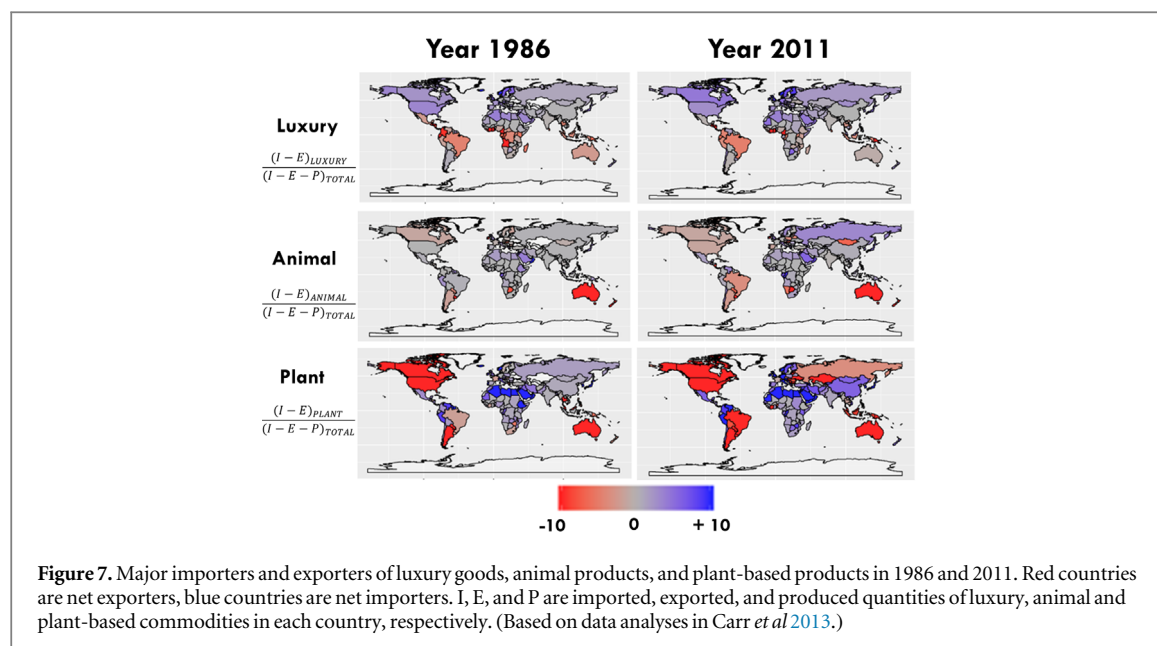 Year 1986 Year 2011
Luxury
(I − E)LUXURY
(I − E − P)TOTAL
Animal
(I − E)ANIMAL
(I − E − P)TOTAL
Plant
(I − E)PLANT
(I − E − P)TOTAL
-10 0 + 10
Figure 7. Major importers and exporters of luxury goods, animal products, and plant-based products in 1986 and 2011. Red countries
are net exporters, blue countries are net importers. I, E, and P are imported, exported, and produced quantities of luxury, animal and
plant-based commodities in each country, respectively. (Based on data analyses in Carr et al 2013.)